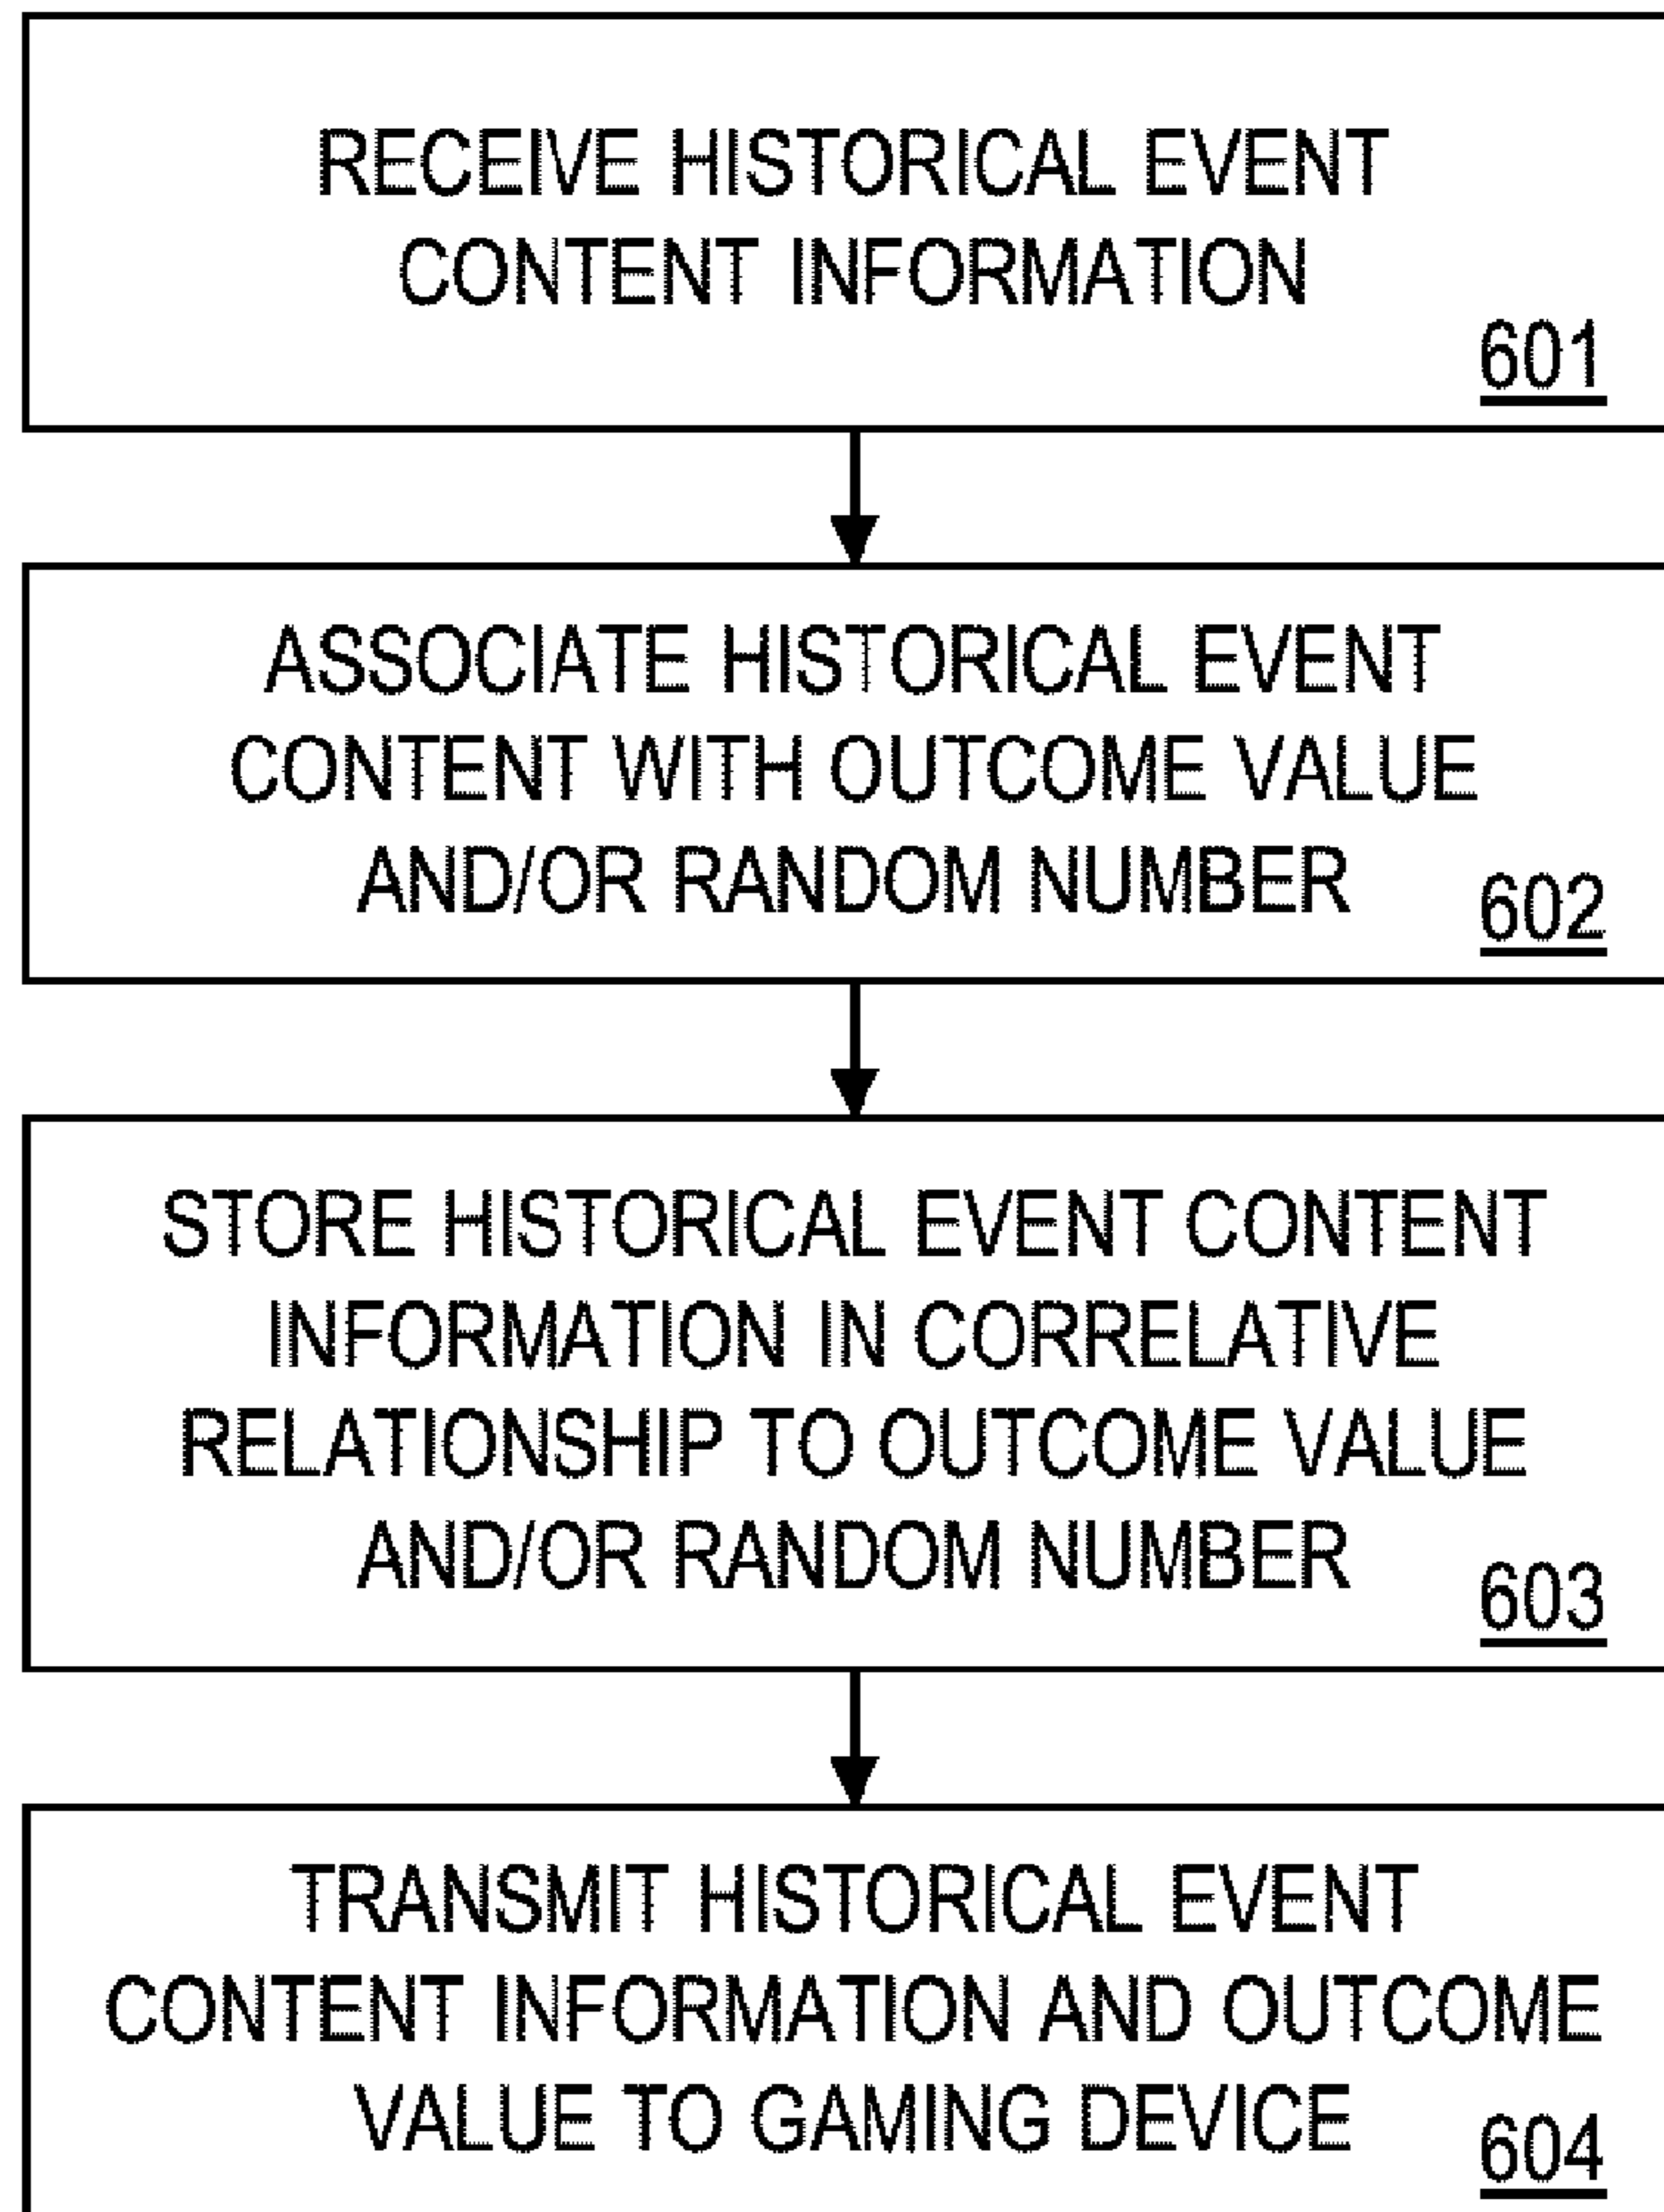 RECEIVE HISTORICAL EVENT
CONTENT INFORMATION
601
ASSOCIATE HISTORICAL EVENT
CONTENT WITH OUTCOME VALUE
AND/OR RANDOM NUMBER
602
STORE HISTORICAL EVENT CONTENT
INFORMATION IN CORRELATIVE
RELATIONSHIP TO OUTCOME VALUE
AND/OR RANDOM NUMBER
603
TRANSMIT HISTORICAL EVENT
CONTENT INFORMATION AND OUTCOME
VALUE TO GAMING DEVICE
604